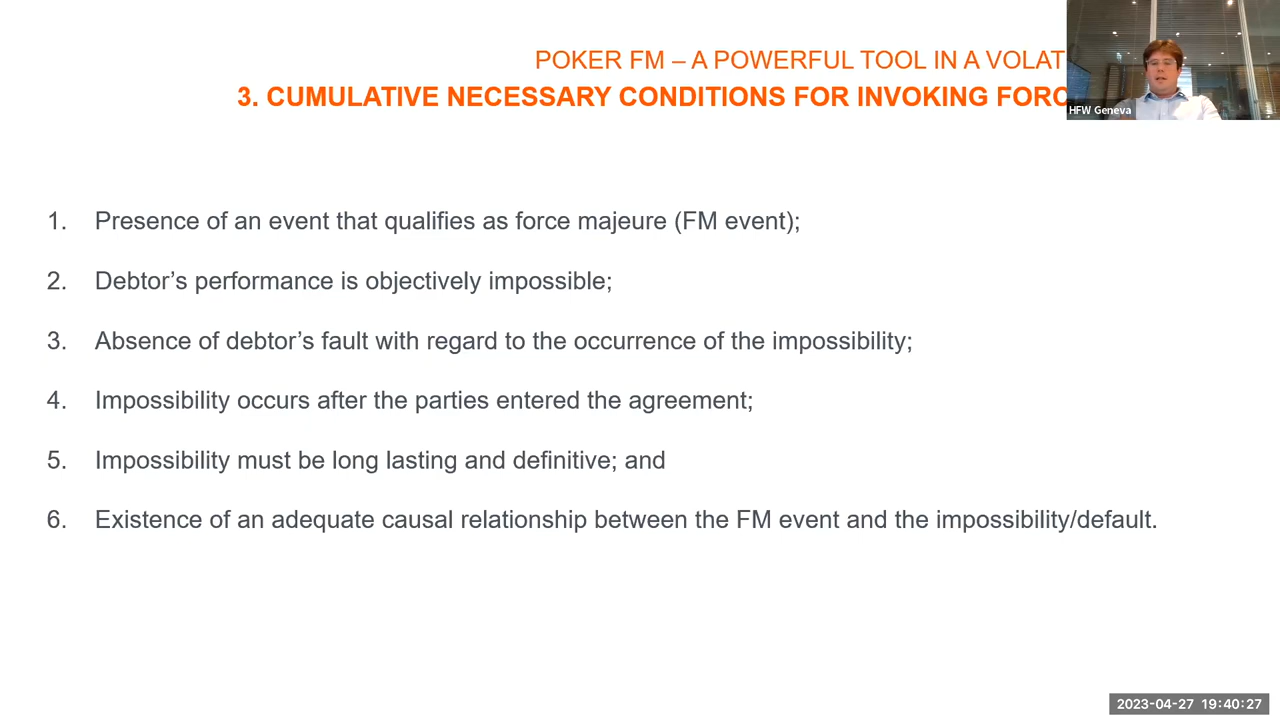 POKER FM – A POWERFUL TOOL IN A VOLAT
3. CUMULATIVE NECESSARY CONDITIONS FOR INVOKING FORC
HFW Geneva
1. Presence of an event that qualifies as force majeure (FM event);
2. Debtor’s performance is objectively impossible;
3. Absence of debtor’s fault with regard to the occurrence of the impossibility;
4. Impossibility occurs after the parties entered the agreement;
5. Impossibility must be long lasting and definitive; and
6. Existence of an adequate causal relationship between the FM event and the impossibility/default.
2023-04-27 19:40:27